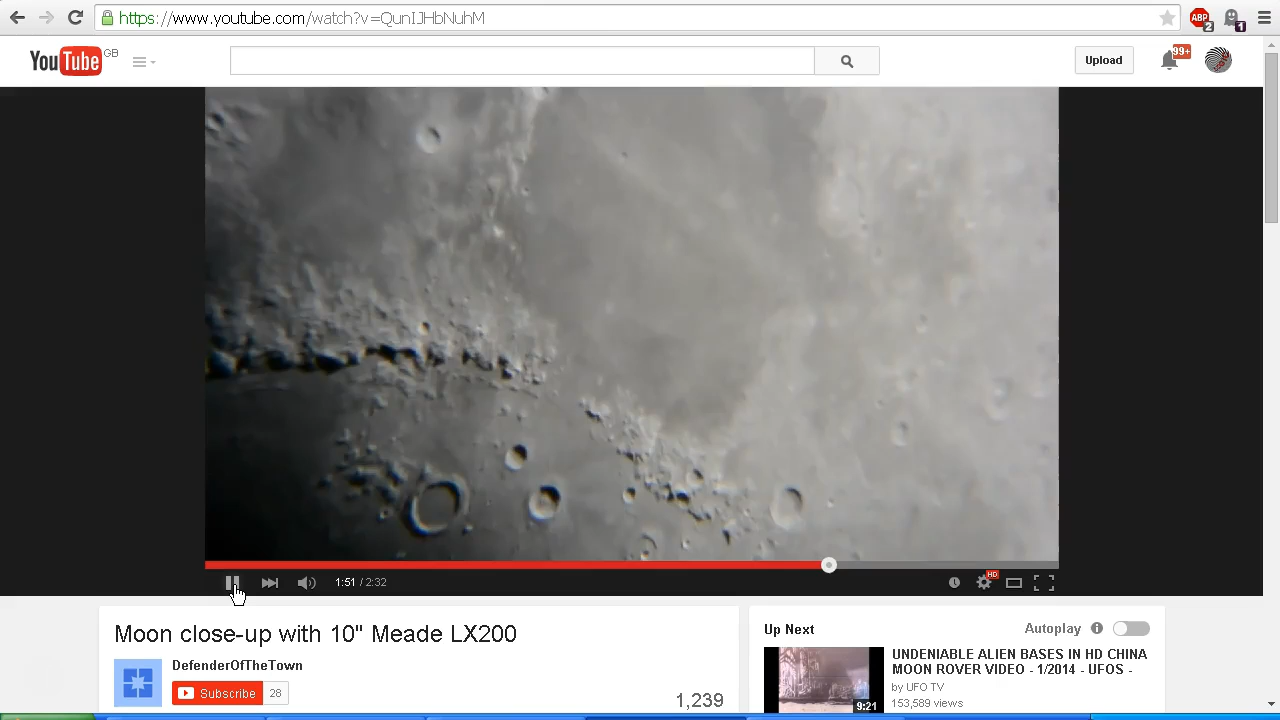 https://www.youtube.com/watch?v=QunIJHbNuhM
ABP
2
1
YouTube GB
Upload
99+
1:51 / 2:32
HD
Moon close-up with 10" Meade LX200
DefenderOfTheTown
Subscribe 28
1,239
Up Next
Autoplay
UNDENIABLE ALIEN BASES IN HD CHINA
MOON ROVER VIDEO - 1/2014 - UFOS -
by UFO TV
153,589 views
9:21